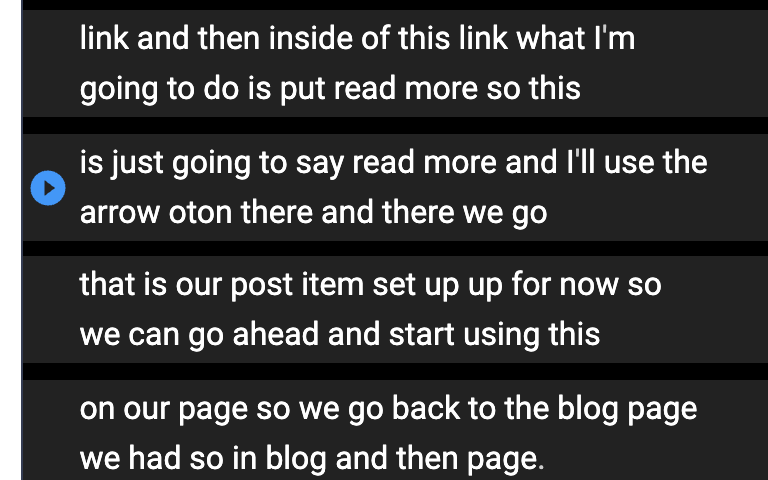 link and then inside of this link what I'm
going to do is put read more so this
is just going to say read more and I'll use the
arrow oton there and there we go
that is our post item set up up for now so
we can go ahead and start using this
on our page so we go back to the blog page
we had so in blog and then page.